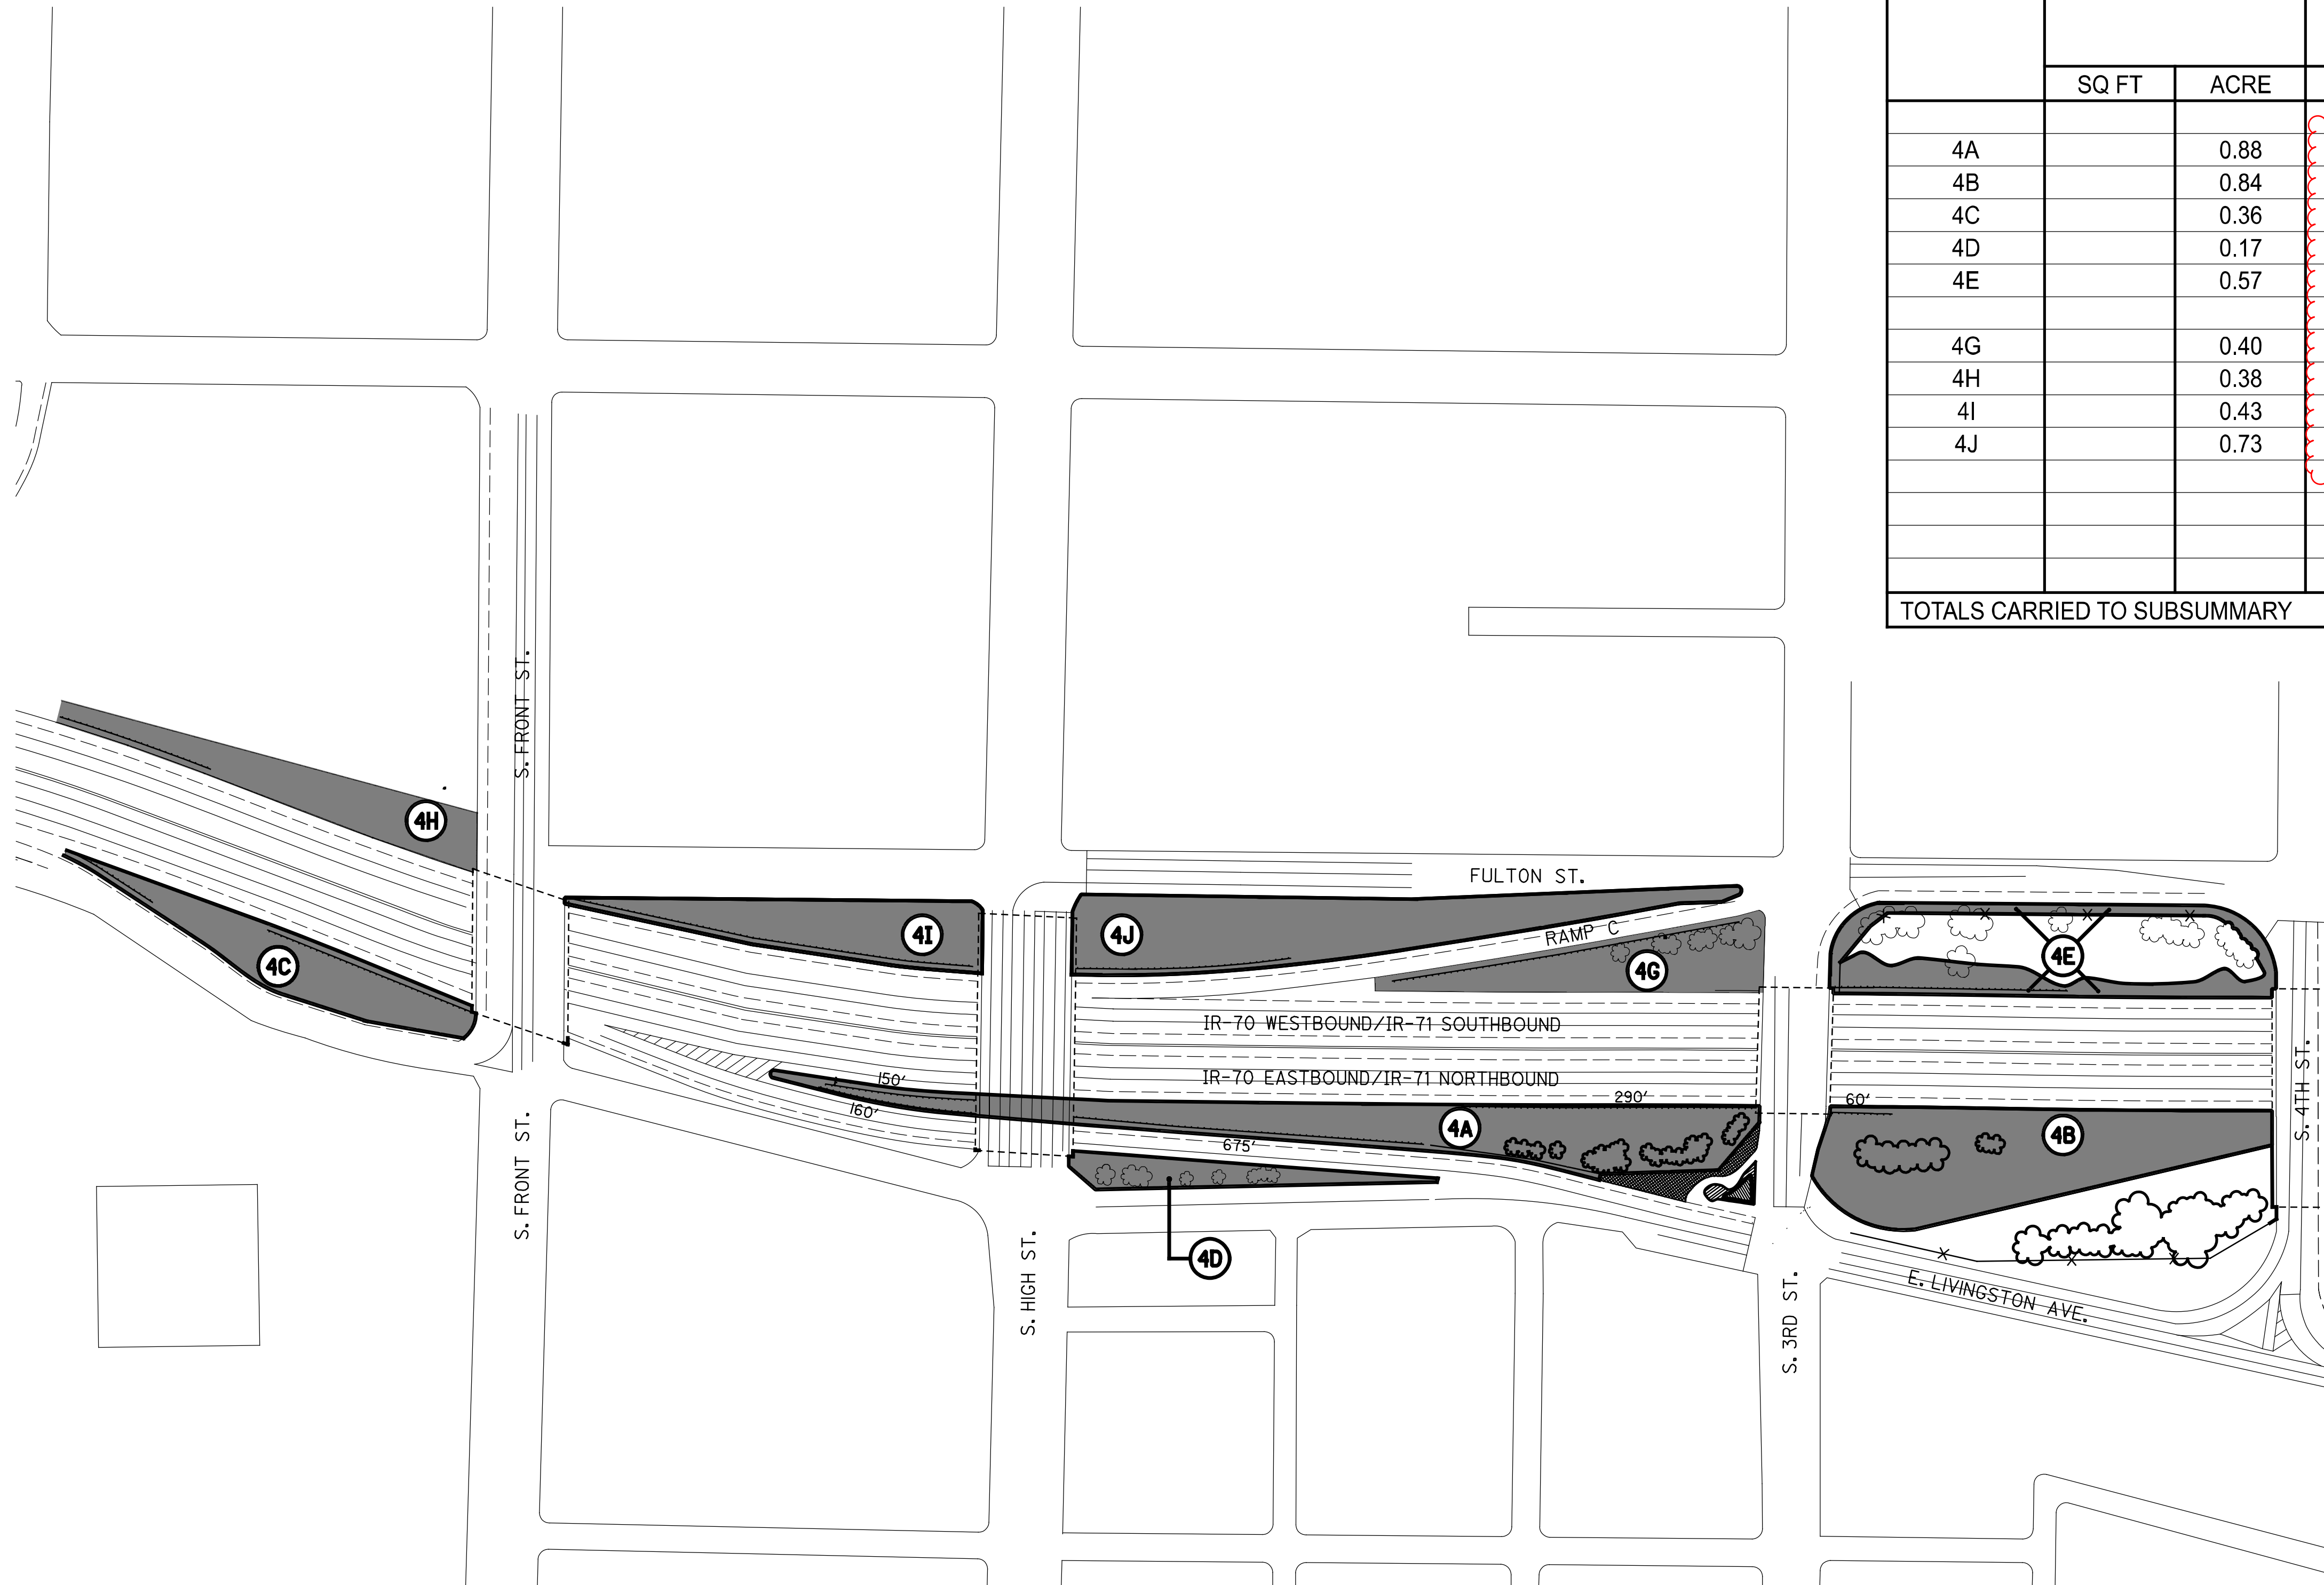 SQ FT ACRE
4A 0.88
4B 0.84
4C 0.36
4D 0.17
4E 0.57
4G 0.40
4H 0.38
4I 0.43
4J 0.73
TOTALS CARRIED TO SUBSUMMARY
S. FRONT ST.
4H
FULTON ST.
4I
4J
RAMP C
4E
4C
4G
IR-70 WESTBOUND/IR-71 SOUTHBOUND
150'
IR-70 EASTBOUND/IR-71 NORTHBOUND
290'
60'
S. 4TH ST.
160'
4A
4B
675'
S. FRONT ST.
4D
S. HIGH ST.
S. 3RD ST.
E. LIVINGSTON AVE.